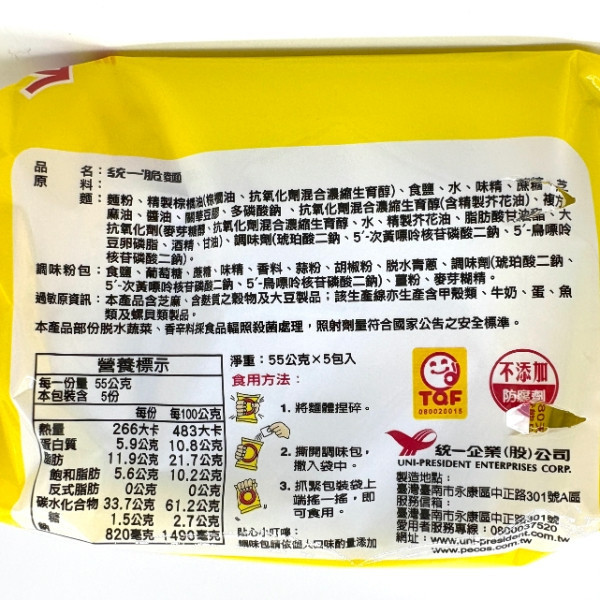 品名：統一脆麵
原料：
麵：麵粉、精製棕櫚油(棕櫚油、抗氧化劑混合濃縮生育醇)、食鹽、水、味精、蔗糖、芝
麻油、醬油、關華豆膠、多磷酸鈉、抗氧化劑混合濃縮生育醇(含精製芥花油)、複方
抗氧化劑(麥芽糖醇、抗氧化劑混合濃縮生育醇、水、精製芥花油、脂肪酸甘油酯、大
豆卵磷脂、酒精、甘油)、調味劑(琥珀酸二鈉、5´-次黃嘌呤核苷磷酸二鈉、5´-鳥嘌呤
核苷磷酸二鈉)。
調味粉包：食鹽、葡萄糖、蔗糖、味精、香料、蒜粉、胡椒粉、脫水青蔥、調味劑(琥珀酸二鈉、
5´-次黃嘌呤核苷磷酸二鈉、5´-鳥嘌呤核苷磷酸二鈉)、薑粉、麥芽糊精。
過敏原資訊：本產品含芝麻、含麩質之穀物及大豆製品；該生產線亦生產含甲殼類、牛奶、蛋、魚
類及螺貝類製品。
本產品部份脫水蔬菜、香辛料採食品輻照殺菌處理，照射劑量符合國家公告之安全標準。
營養標示
每一份量 55公克
本包裝含 5份
每份 每100公克
熱量 266大卡 483大卡
蛋白質 5.9公克 10.8公克
脂肪 11.9公克 21.7公克
飽和脂肪 5.6公克 10.2公克
反式脂肪 0公克 0公克
碳水化合物 33.7公克 61.2公克
糖 1.5公克 2.7公克
820毫克 1490毫克
淨重：55公克×5包入
食用方法：
1. 將麵體捏碎。
2. 撕開調味包，
撒入袋中。
3. 抓緊包裝袋上
端搖一搖，即
可食用。
貼心小叮嚀：
調味包請依個人口味酌量添加
TQF
080020015
不添加
防腐劑
統一企業(股)公司
UNI-PRESIDENT ENTERPRISES CORP.
製造地點：
臺灣臺南市永康區中正路301號A區
服務信箱：
臺灣臺南市永康區中正路301號
愛用者服務專線：0800037520
網址：www.uni-president.com.tw
www.pecos.com.tw